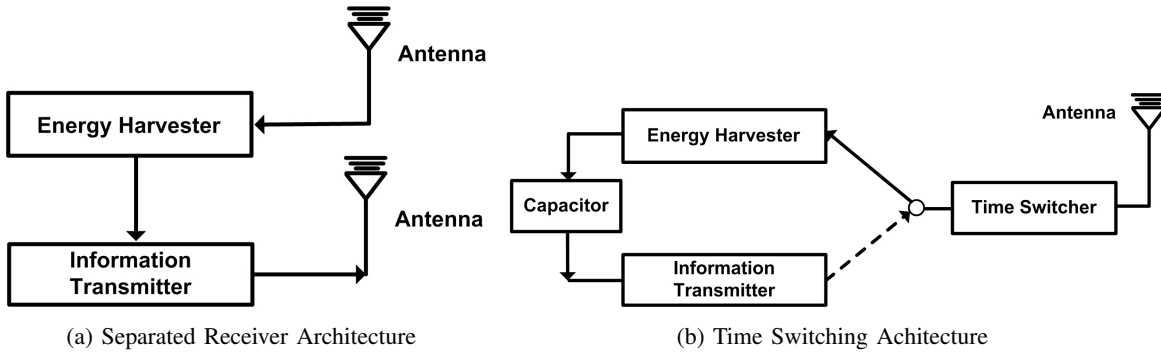 Antenna
Energy Harvester
Antenna
Information
Transmitter
(a) Separated Receiver Architecture
Antenna
Energy Harvester
Capacitor
Time Switcher
Information
Transmitter
(b) Time Switching Achitecture